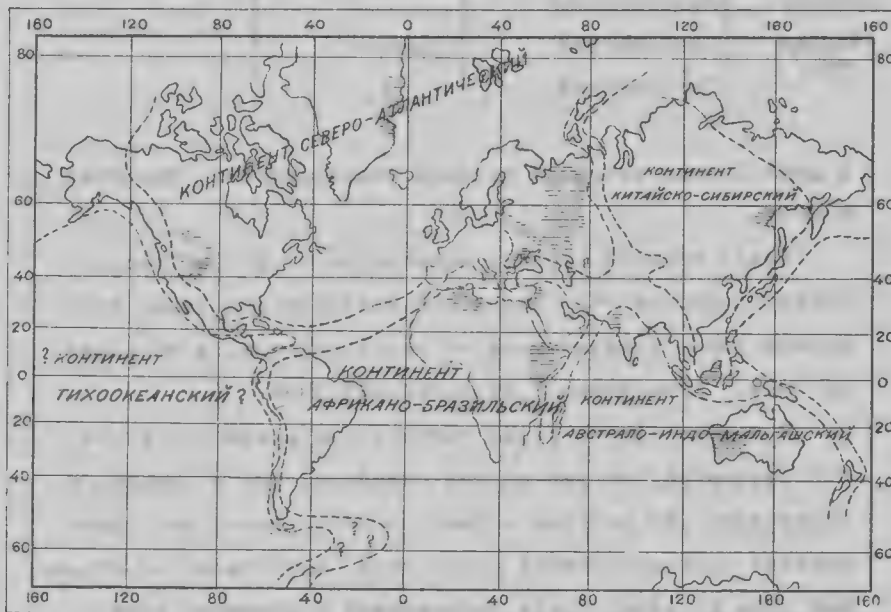 160 120 80 40 0 40 80 120 160 160
80 80
КОНТИНЕНТ СЕВЕРО-АТЛАНТИЧЕСКИЙ
КОНТИНЕНТ
КИТАЙСКО-СИБИРСКИЙ
60 60
40 40
20 20
? КОНТИНЕНТ
ТИХООКЕАНСКИЙ ?
КОНТИНЕНТ
АФРИКАНО-БРАЗИЛЬСКИЙ
0 0
КОНТИНЕНТ
АВСТРАЛО-ИНДО-МАЛЬГАШСКИЙ
20 20
40 40
? ? ?
60 60
160 120 80 40 0 40 80 120 160 160